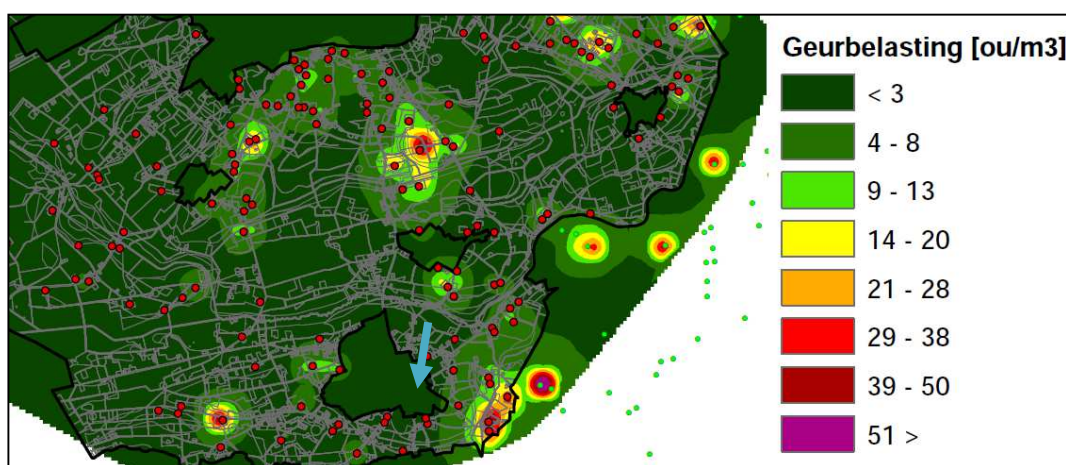 Geurbelasting [ou/m3]
< 3
4 - 8
9 - 13
14 - 20
21 - 28
29 - 38
39 - 50
51 >